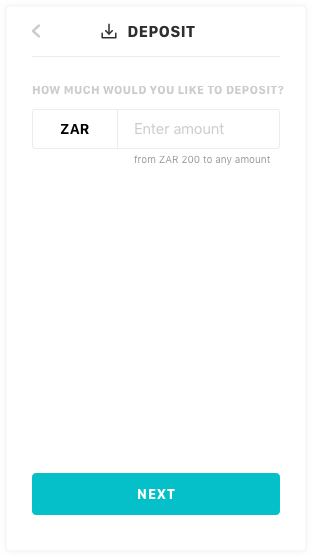 DEPOSIT
HOW MUCH WOULD YOU LIKE TO DEPOSIT?
ZAR Enter amount
from ZAR 200 to any amount
NEXT